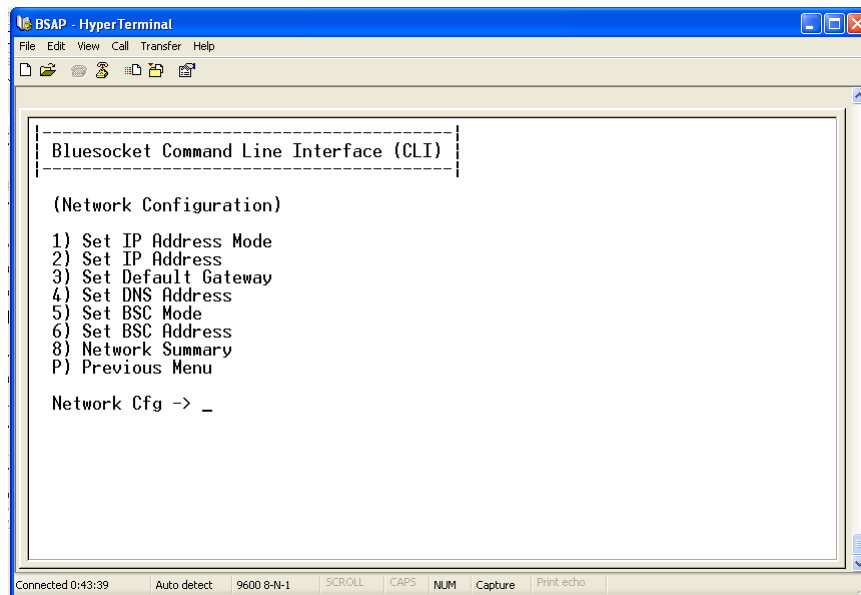 BSAP - HyperTerminal
File Edit View Call Transfer Help
Bluesocket Command Line Interface (CLI)
(Network Configuration)
1) Set IP Address Mode
2) Set IP Address
3) Set Default Gateway
4) Set DNS Address
5) Set BSC Mode
6) Set BSC Address
8) Network Summary
P) Previous Menu
Network Cfg -> _
Connected 0:43:39 Auto detect 9600 8-N-1 SCROLL CAPS NUM Capture Print echo